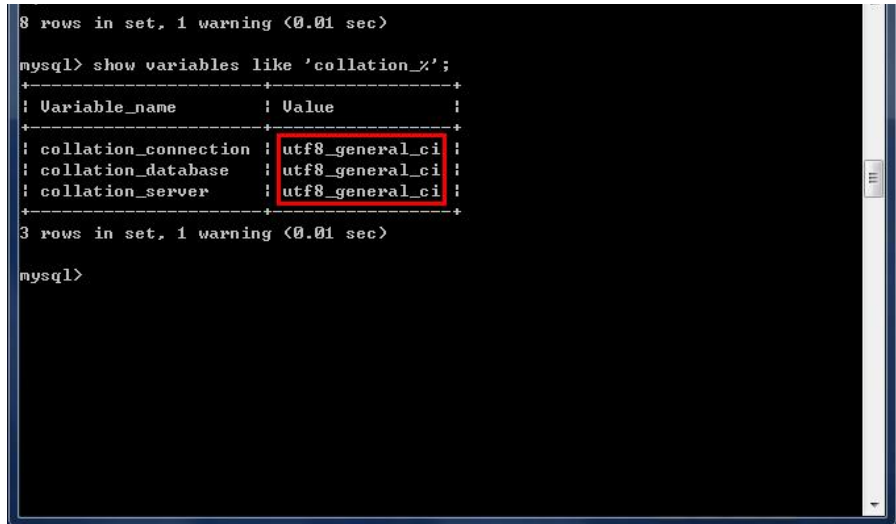 8 rows in set, 1 warning (0.01 sec)
mysql> show variables like 'collation_%';
+----------------------+-----------------+
| Variable_name | Value |
+----------------------+-----------------+
| collation_connection | utf8_general_ci |
| collation_database | utf8_general_ci |
| collation_server | utf8_general_ci |
+----------------------+-----------------+
3 rows in set, 1 warning (0.01 sec)
mysql>